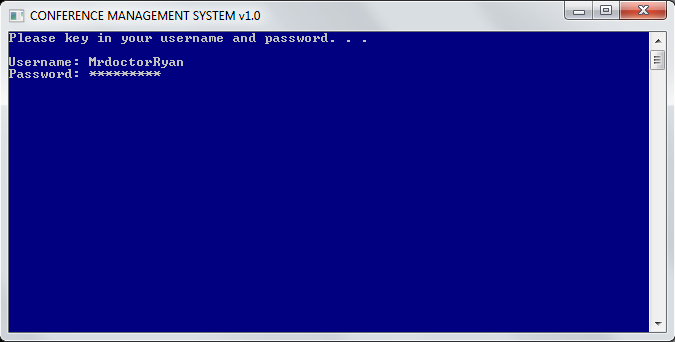 CONFERENCE MANAGEMENT SYSTEM v1.0
Please key in your username and password. . .
Username: MrdoctorRyan
Password: *********